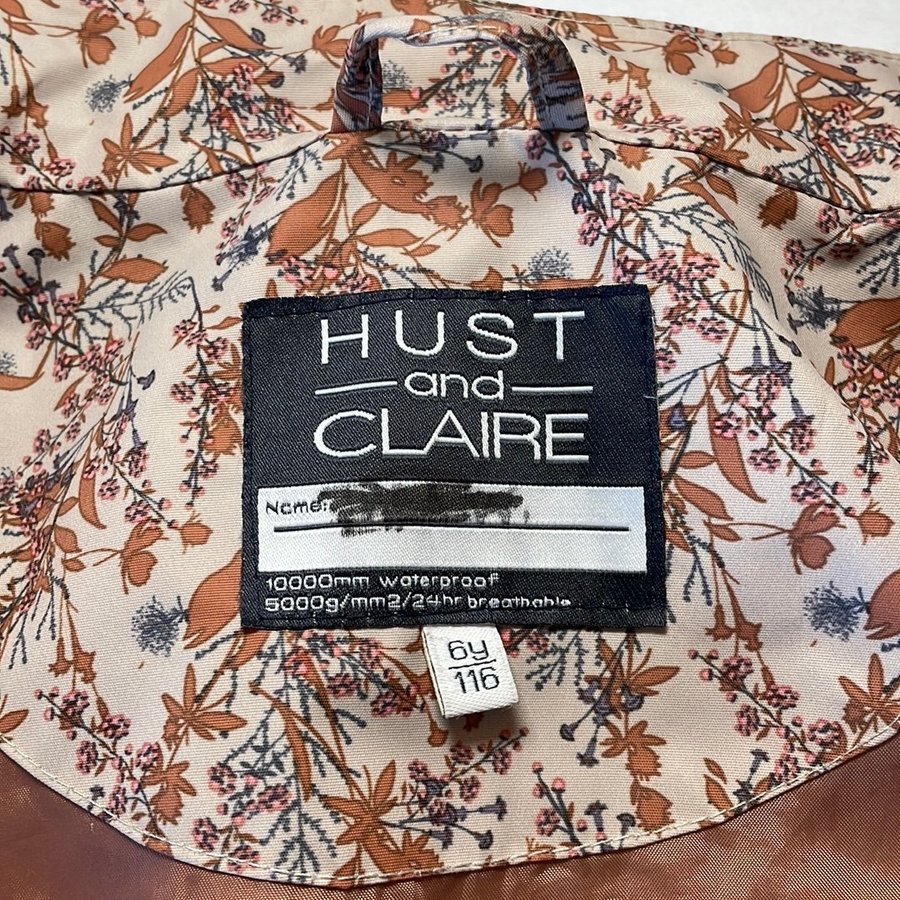 HUST
and
CLAIRE
Name:
10000mm waterproof
5000g/mm2/24hr breathable
6y
116